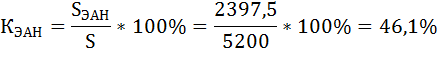 К_ЭАН = S_ЭАН / S * 100% = 2397,5 / 5200 * 100% = 46,1%